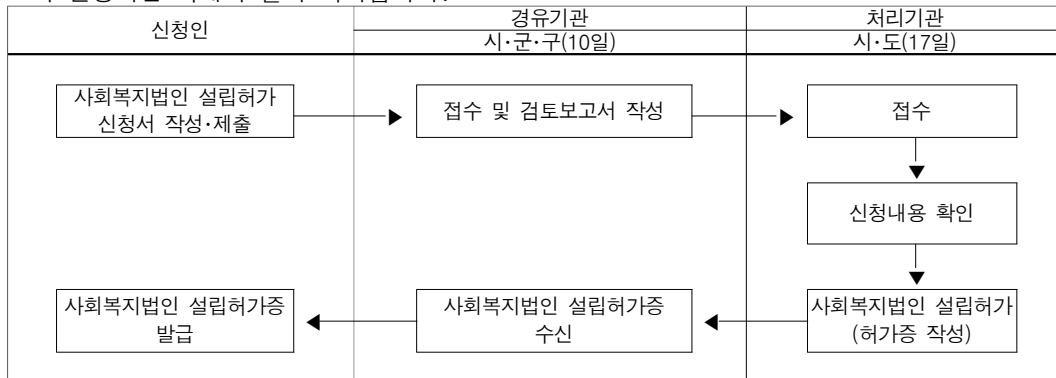 신청인
경유기관
처리기관
시·군·구(10일)
시·도(17일)
사회복지법인 설립허가
신청서 작성·제출
접수 및 검토보고서 작성
접수
신청내용 확인
사회복지법인 설립허가증
발급
사회복지법인 설립허가증
수신
사회복지법인 설립허가
(허가증 작성)